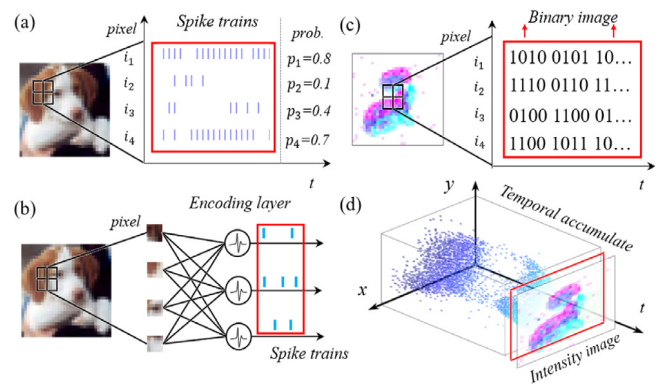 (a)
pixel
Spike trains
prob.
i1
p1=0.8
i2
p2=0.1
i3
p3=0.4
i4
p4=0.7
t
(b)
pixel
Encoding layer
Spike trains
(c)
pixel
Binary image
i1
1010 0101 10…
i2
1110 0110 11…
i3
0100 1100 01…
i4
1100 1011 10…
t
(d)
y
Temporal accumulate
x
t
Intensity image